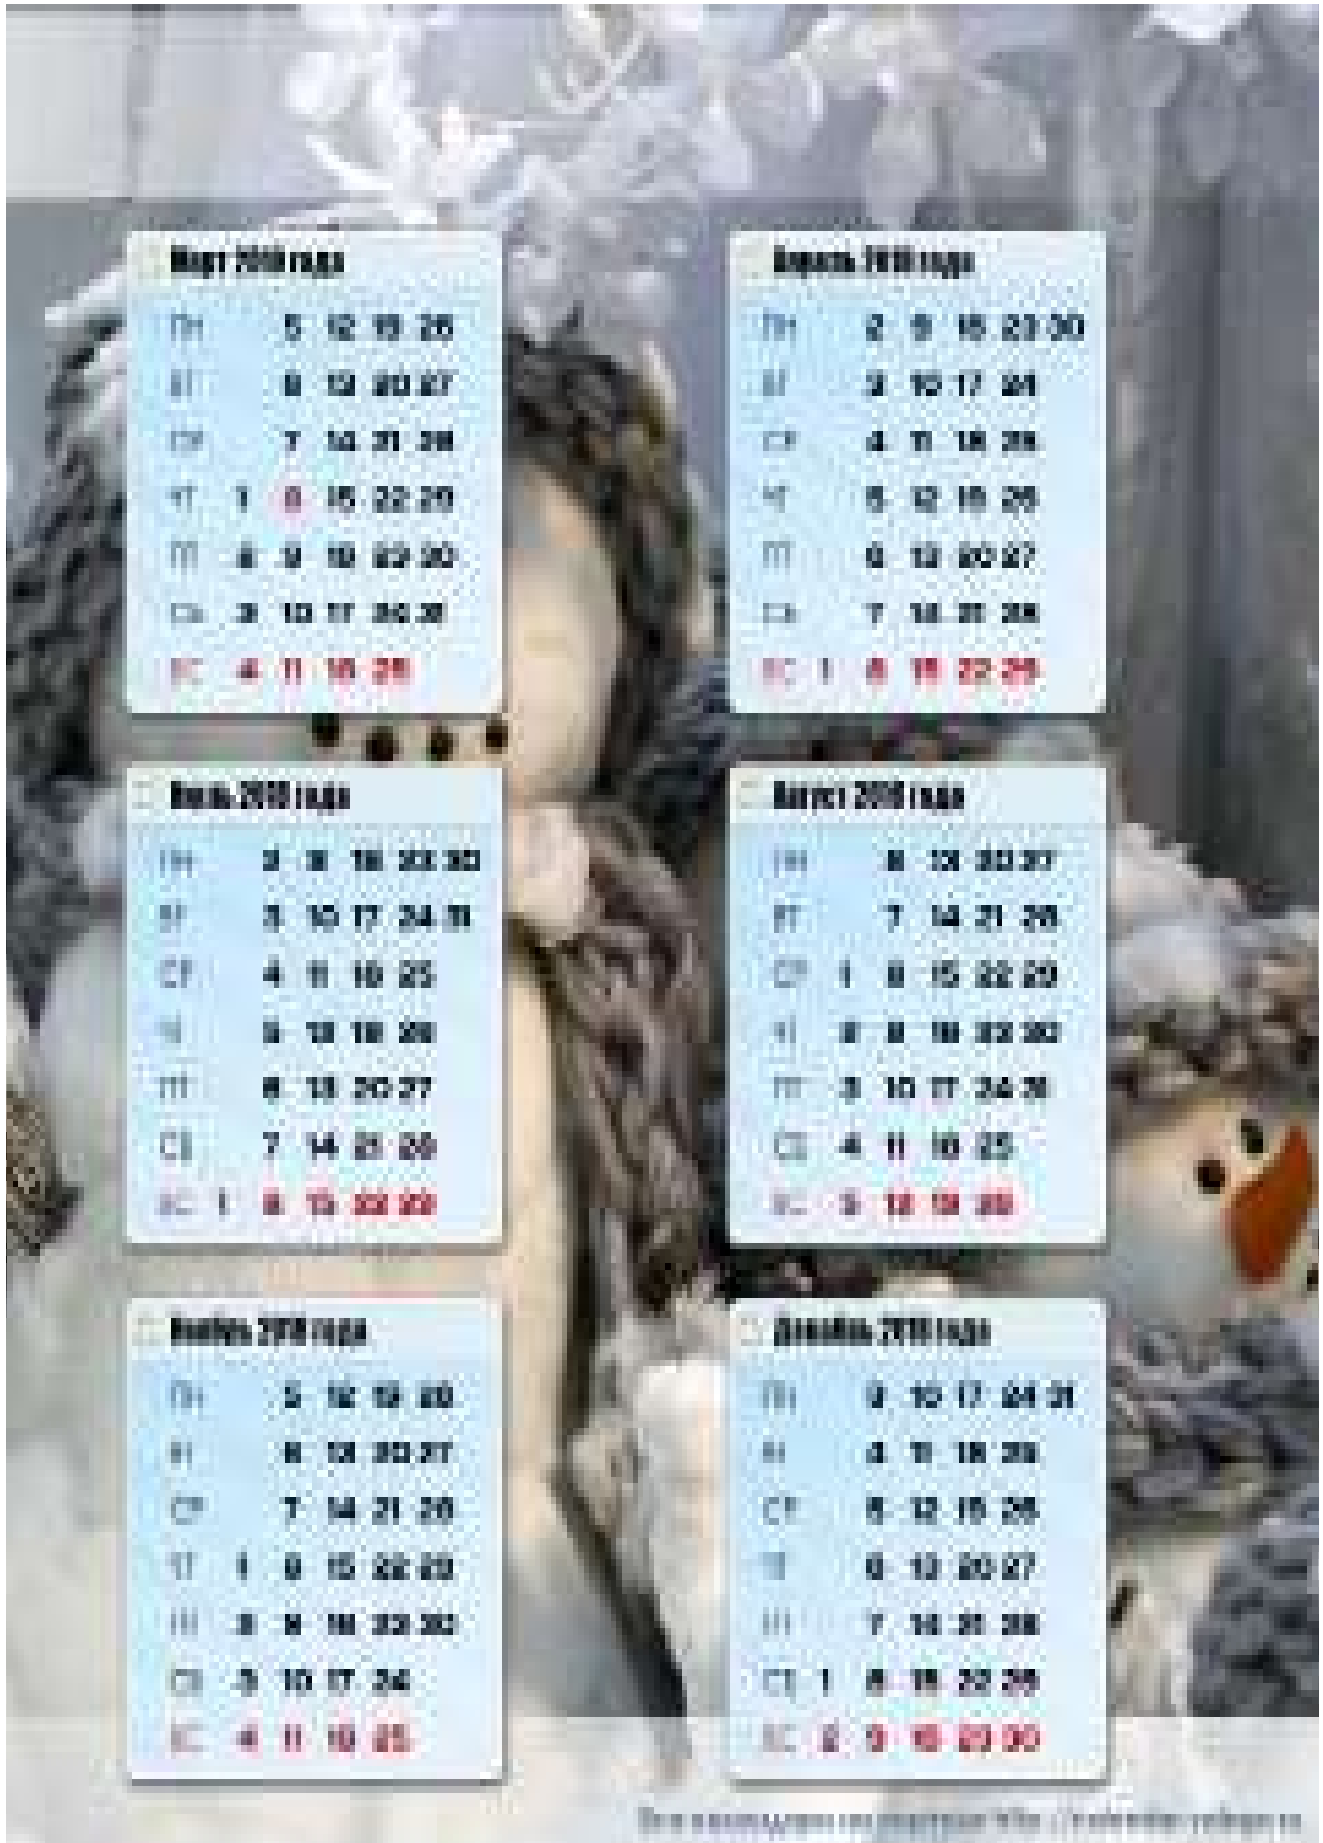 Март 2018 года
ПН 5 12 19 26
ВТ 6 13 20 27
СР 7 14 21 28
ЧТ 1 8 15 22 29
ПТ 2 9 16 23 30
СБ 3 10 17 24 31
ВС 4 11 18 25
Апрель 2018 года
ПН 2 9 16 23 30
ВТ 3 10 17 24
СР 4 11 18 25
ЧТ 5 12 19 26
ПТ 6 13 20 27
СБ 7 14 21 28
ВС 1 8 15 22 29
Июль 2018 года
ПН 2 9 16 23 30
ВТ 3 10 17 24 31
СР 4 11 18 25
ЧТ 5 12 19 26
ПТ 6 13 20 27
СБ 7 14 21 28
ВС 1 8 15 22 29
Август 2018 года
ПН 6 13 20 27
ВТ 7 14 21 28
СР 1 8 15 22 29
ЧТ 2 9 16 23 30
ПТ 3 10 17 24 31
СБ 4 11 18 25
ВС 5 12 19 26
Ноябрь 2018 года
ПН 5 12 19 26
ВТ 6 13 20 27
СР 7 14 21 28
ЧТ 1 8 15 22 29
ПТ 2 9 16 23 30
СБ 3 10 17 24
ВС 4 11 18 25
Декабрь 2018 года
ПН 3 10 17 24 31
ВТ 4 11 18 25
СР 5 12 19 26
ЧТ 6 13 20 27
ПТ 7 14 21 28
СБ 1 8 15 22 29
ВС 2 9 16 23 30